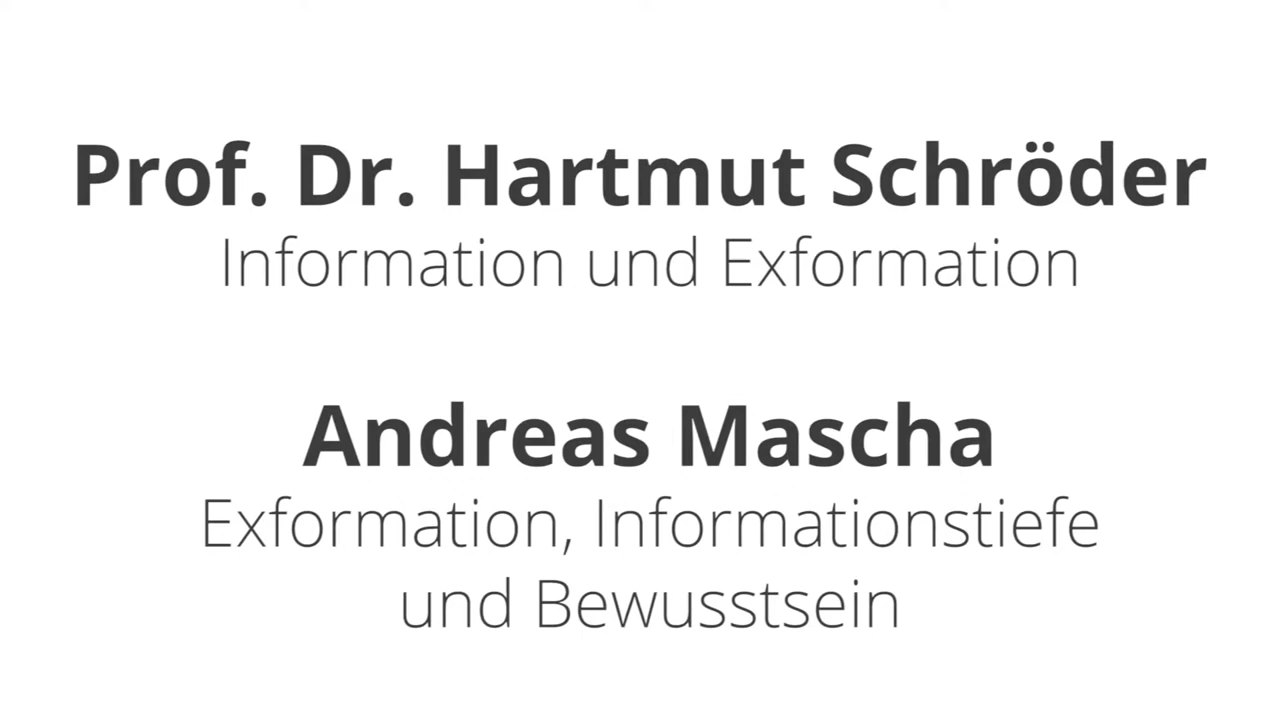 Prof. Dr. Hartmut Schröder
Information und Exformation
Andreas Mascha
Exformation, Informationstiefe
und Bewusstsein